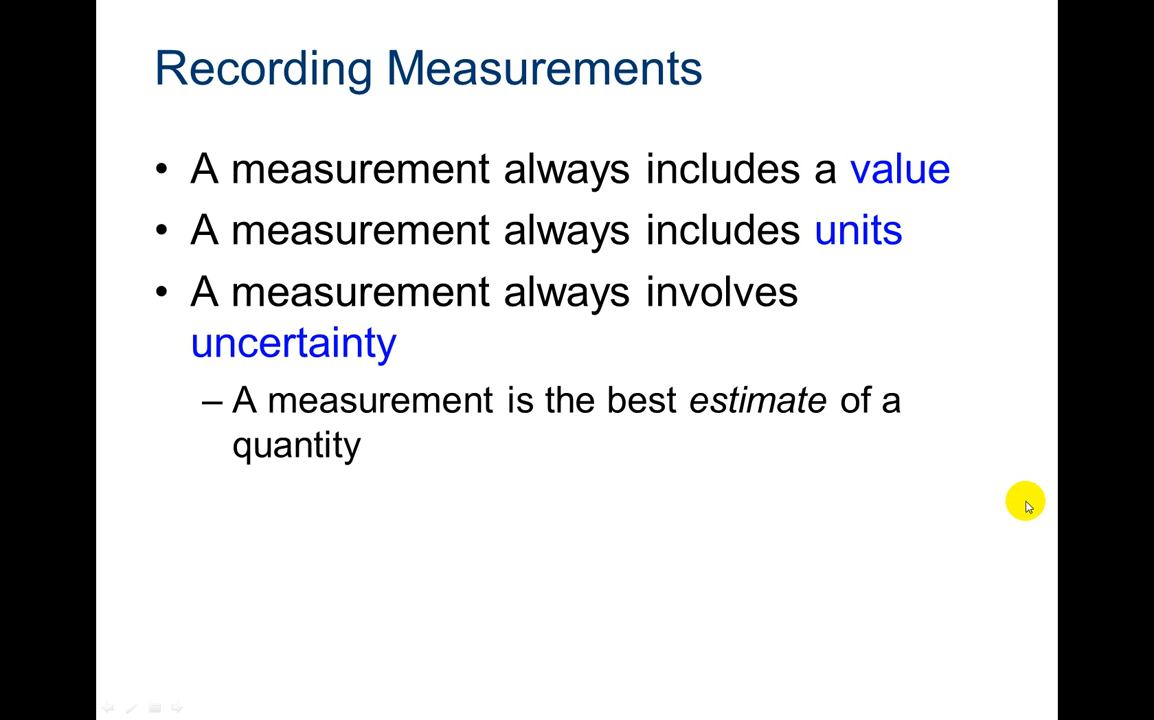 Recording Measurements
• A measurement always includes a value
• A measurement always includes units
• A measurement always involves
uncertainty
– A measurement is the best estimate of a
quantity